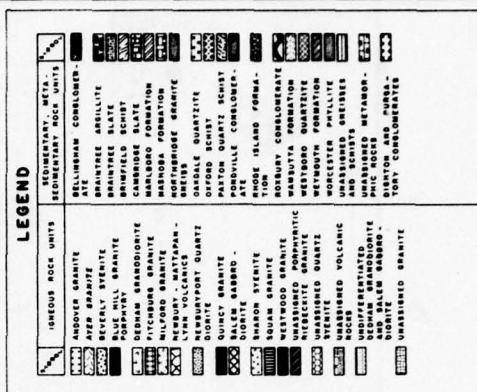 LEGEND
IGNEOUS ROCK UNITS
ANDOVER GRANITE
AYER GRANITE
BEVERLY SYENITE
BLUE HILL GRANITE
PORPHYRY
DEDHAM GRANODIORITE
FITCHBURG GRANITE
MILFORD GRANITE
NEWBURY - MATTAPAN -
LYNN VOLCANICS
NEWBURYPORT QUARTZ
DIORITE
QUINCY GRANITE
SALEM GABBRO -
DIORITE
SHARON SYENITE
SQUAM GRANITE
WESTWOOD GRANITE
UNASSIGNED PORPHYRITIC
RIEBECKITE GRANITE
UNASSIGNED QUARTZ
SYENITE
UNASSIGNED VOLCANIC
ROCKS
UNDIFFERENTIATED
DEDHAM GRANODIORITE
AND SALEM GABBRO -
DIORITE
UNASSIGNED GRANITE
SEDIMENTARY, META -
SEDIMENTARY ROCK UNITS
BELLINGHAM CONGLOMER -
ATE
BRAINTREE ARGILLITE
BRAINTREE SLATE
BRIMFIELD SCHIST
CAMBRIDGE SLATE
MARLBORO FORMATION
NASHOBA FORMATION
NORTHBRIDGE GRANITE
GNEISS
OAKDALE QUARTZITE
OXFORD SCHIST
PAXTON QUARTZ SCHIST
PONDVILLE CONGLOMER -
ATE
RHODE ISLAND FORMA -
TION
ROXBURY CONGLOMERATE
WAMSUTTA FORMATION
WESTBORO QUARTZITE
WEYMOUTH FORMATION
WORCESTER PHYLLITE
UNASSIGNED GNEISSES
AND SCHISTS
UNASSIGNED METAMOR -
PHIC ROCKS
DIGHTON AND PURGA -
TORY CONGLOMERATES